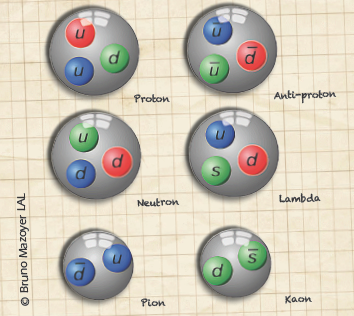 u
d
u
Proton
ū
ū
d̄
Anti-proton
u
d
d
Neutron
u
s
d
Lambda
d̄
u
Pion
d
s̄
Kaon
© Bruno Mazoyer LAL